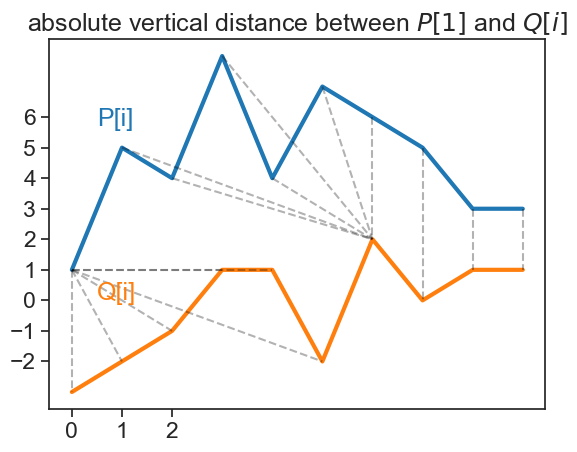 absolute vertical distance between P[1] and Q[i]
6
P[i]
5
4
3
2
1
Q[i]
0
−1
−2
0 1 2